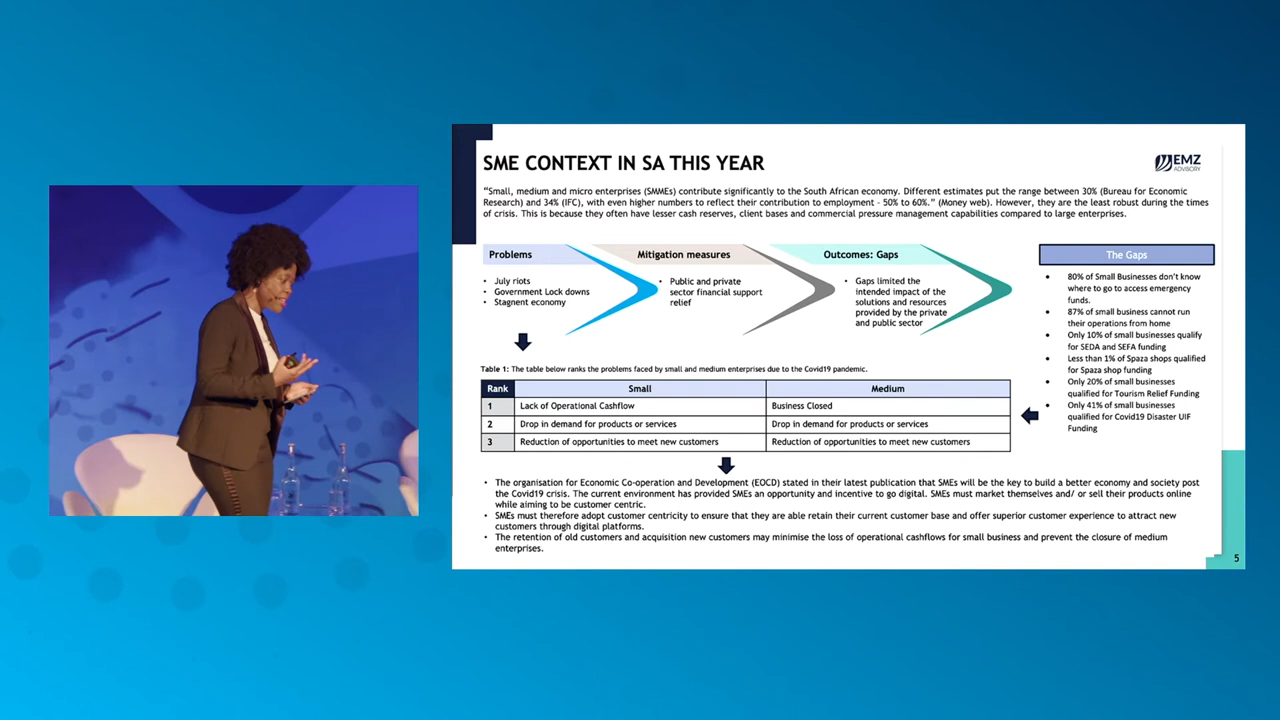 SME CONTEXT IN SA THIS YEAR
EMZ
ADVISORY
“Small, medium and micro enterprises (SMMEs) contribute significantly to the South African economy. Different estimates put the range between 30% (Bureau for Economic
Research) and 34% (IFC), with even higher numbers to reflect their contribution to employment – 50% to 60%.” (Money web). However, they are the least robust during the times
of crisis. This is because they often have lesser cash reserves, client bases and commercial pressure management capabilities compared to large enterprises.
Problems
• July riots
• Government Lock downs
• Stagnent economy
Mitigation measures
• Public and private
sector financial support
relief
Outcomes: Gaps
• Gaps limited the
intended impact of the
solutions and resources
provided by the private
and public sector
The Gaps
• 80% of Small Businesses don’t know
where to go to access emergency
funds.
• 87% of small business cannot run
their operations from home
• Only 10% of small businesses qualify
for SEDA and SEFA funding
• Less than 1% of Spaza shops qualified
for Spaza shop funding
• Only 20% of small businesses
qualified for Tourism Relief Funding
• Only 41% of small businesses
qualified for Covid19 Disaster UIF
Funding
Table 1: The table below ranks the problems faced by small and medium enterprises due to the Covid19 pandemic.
Rank Small Medium
1 Lack of Operational Cashflow Business Closed
2 Drop in demand for products or services Drop in demand for products or services
3 Reduction of opportunities to meet new customers Reduction of opportunities to meet new customers
• The organisation for Economic Co-operation and Development (EOCD) stated in their latest publication that SMEs will be the key to build a better economy and society post
the Covid19 crisis. The current environment has provided SMEs an opportunity and incentive to go digital. SMEs must market themselves and/ or sell their products online
while aiming to be customer centric.
• SMEs must therefore adopt customer centricity to ensure that they are able retain their current customer base and offer superior customer experience to attract new
customers through digital platforms.
• The retention of old customers and acquisition new customers may minimise the loss of operational cashflows for small business and prevent the closure of medium
enterprises.
5